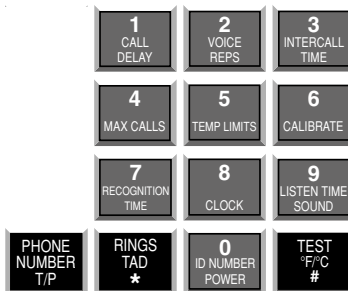 1
CALL
DELAY
2
VOICE
REPS
3
INTERCALL
TIME
4
MAX CALLS
5
TEMP LIMITS
6
CALIBRATE
7
RECOGNITION
TIME
8
CLOCK
9
LISTEN TIME
SOUND
PHONE
NUMBER
T/P
RINGS
TAD
*
0
ID NUMBER
POWER
TEST
°F/°C
#